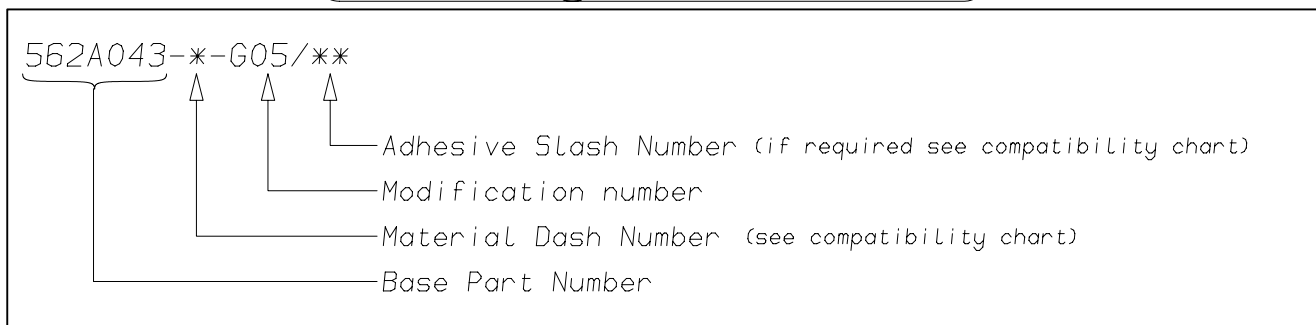 562A043-*-G05/**
Adhesive Slash Number (if required see compatibility chart)
Modification number
Material Dash Number (see compatibility chart)
Base Part Number